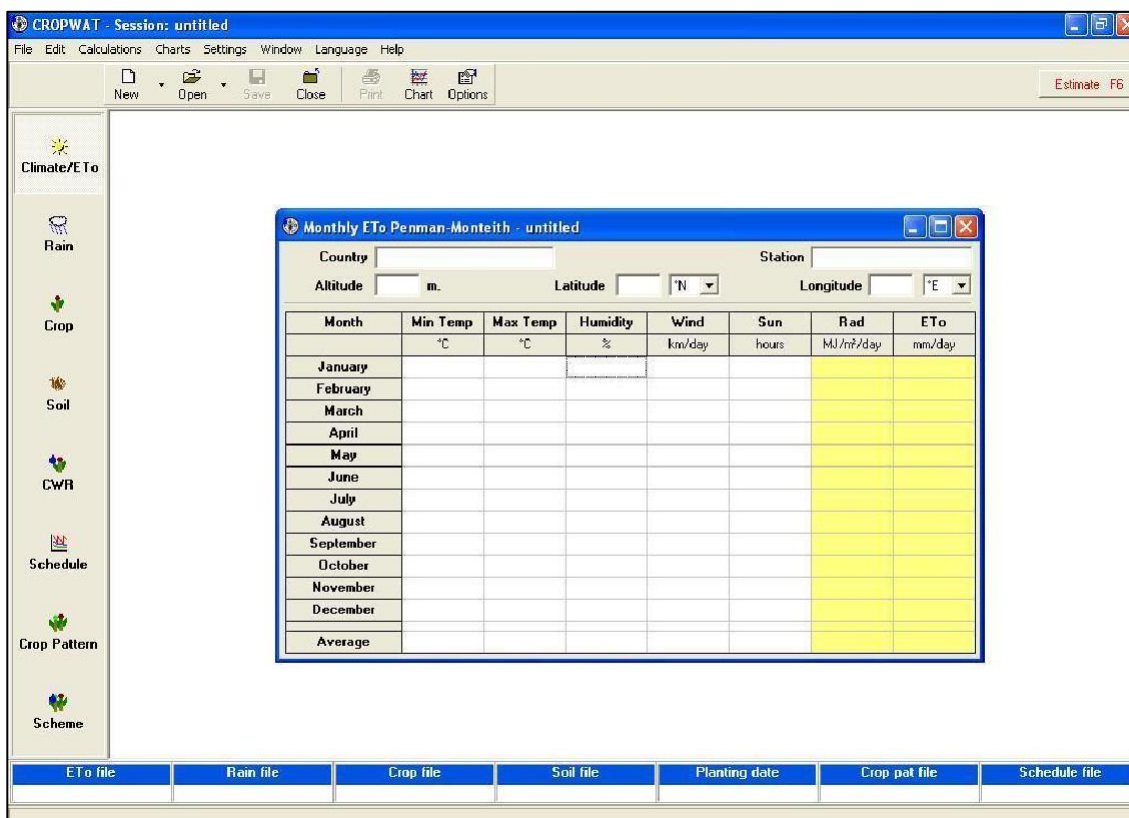 CROPWAT - Session: untitled
File Edit Calculations Charts Settings Window Language Help
New Open Save Close Print Chart Options Estimate F6
Climate/ETo
Rain
Crop
Soil
CWR
Schedule
Crop Pattern
Scheme
Monthly ETo Penman-Monteith - untitled
Country Station
Altitude m. Latitude °N Longitude °E
Month Min Temp Max Temp Humidity Wind Sun Rad ETo
°C °C % km/day hours MJ/m²/day mm/day
January
February
March
April
May
June
July
August
September
October
November
December
Average
ETo file Rain file Crop file Soil file Planting date Crop pat file Schedule file